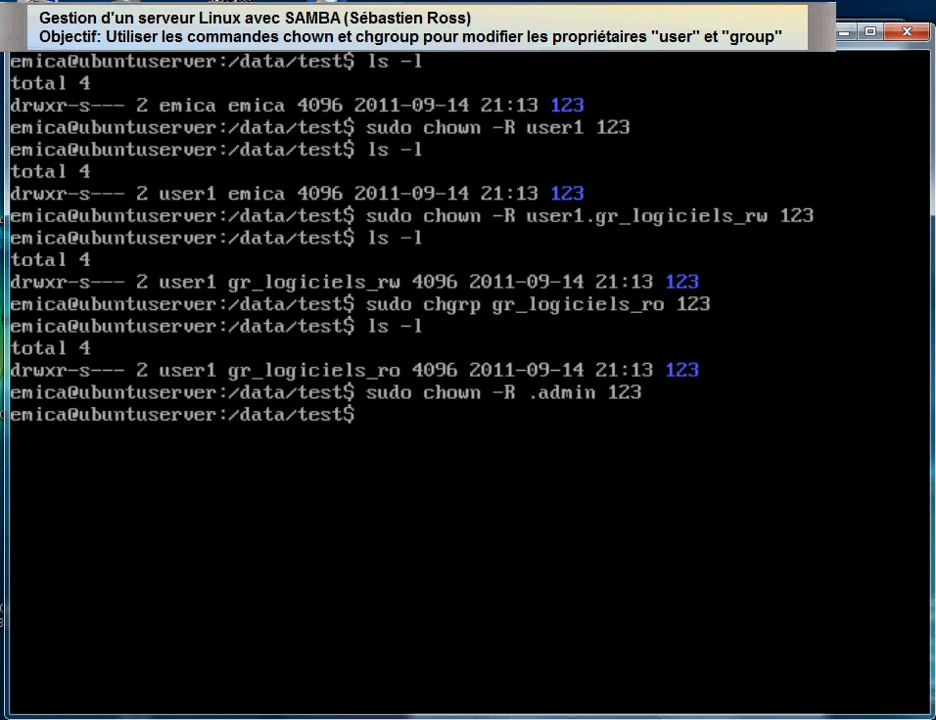 Gestion d'un serveur Linux avec SAMBA (Sébastien Ross)
Objectif: Utiliser les commandes chown et chgroup pour modifier les propriétaires "user" et "group"
emica@ubuntuserver:/data/test$ ls -l
total 4
drwxr-s--- 2 emica emica 4096 2011-09-14 21:13 123
emica@ubuntuserver:/data/test$ sudo chown -R user1 123
emica@ubuntuserver:/data/test$ ls -l
total 4
drwxr-s--- 2 user1 emica 4096 2011-09-14 21:13 123
emica@ubuntuserver:/data/test$ sudo chown -R user1.gr_logiciels_rw 123
emica@ubuntuserver:/data/test$ ls -l
total 4
drwxr-s--- 2 user1 gr_logiciels_rw 4096 2011-09-14 21:13 123
emica@ubuntuserver:/data/test$ sudo chgrp gr_logiciels_ro 123
emica@ubuntuserver:/data/test$ ls -l
total 4
drwxr-s--- 2 user1 gr_logiciels_ro 4096 2011-09-14 21:13 123
emica@ubuntuserver:/data/test$ sudo chown -R .admin 123
emica@ubuntuserver:/data/test$